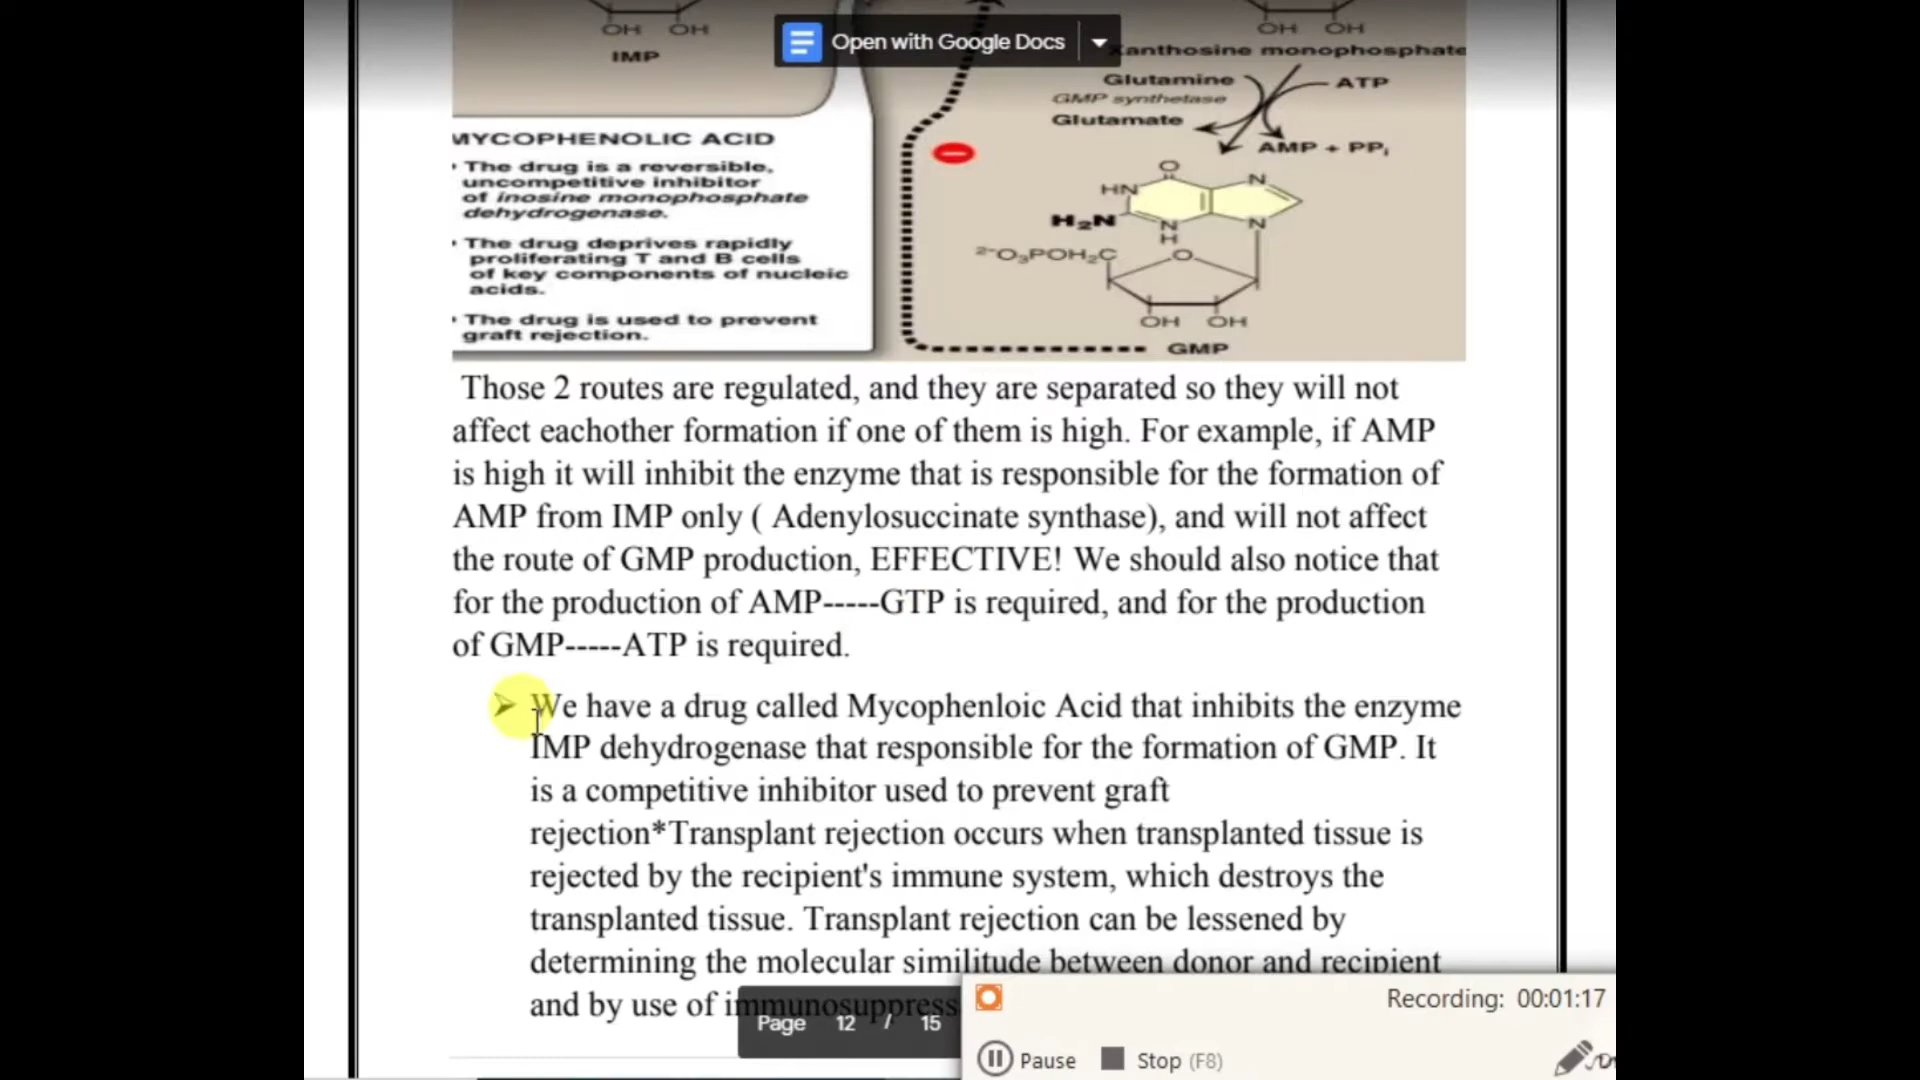 OH OH
IMP
Open with Google Docs
OH OH
Xanthosine monophosphate
Glutamine
ATP
GMP synthetase
Glutamate
AMP + PPi
MYCOPHENOLIC ACID
• The drug is a reversible,
uncompetitive inhibitor
of inosine monophosphate
dehydrogenase.
• The drug deprives rapidly
proliferating T and B cells
of key components of nucleic
acids.
• The drug is used to prevent
graft rejection.
O
HN
N
H₂N
N
H
N
²⁻O₃POH₂C
O
OH OH
GMP
Those 2 routes are regulated, and they are separated so they will not
affect eachother formation if one of them is high. For example, if AMP
is high it will inhibit the enzyme that is responsible for the formation of
AMP from IMP only ( Adenylosuccinate synthase), and will not affect
the route of GMP production, EFFECTIVE! We should also notice that
for the production of AMP-----GTP is required, and for the production
of GMP-----ATP is required.
➢ We have a drug called Mycophenloic Acid that inhibits the enzyme
IMP dehydrogenase that responsible for the formation of GMP. It
is a competitive inhibitor used to prevent graft
rejection*Transplant rejection occurs when transplanted tissue is
rejected by the recipient's immune system, which destroys the
transplanted tissue. Transplant rejection can be lessened by
determining the molecular similitude between donor and recipient
and by use of immunosuppress
Page 12 / 15
Recording: 00:01:17
Pause
Stop (F8)